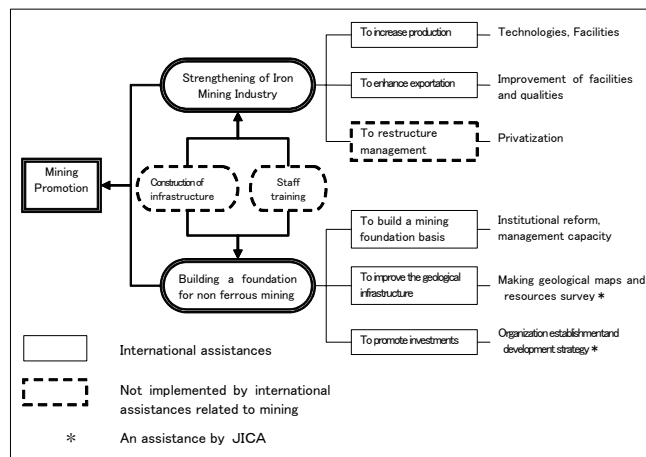 To increase production
Technologies, Facilities
Strengthening of Iron
Mining Industry
To enhance exportation
Improvement of facilities
and qualities
To restructure
management
Privatization
Mining
Promotion
Construction of
infrastructure
Staff
training
To build a mining
foundation basis
Institutional reform,
management capacity
Building a foundation
for non ferrous mining
To improve the geological
infrastructure
Making geological maps and
resources survey *
To promote investments
Organization establishmentand
development strategy *
International assistances
Not implemented by international
assistances related to mining
* An assistance by JICA